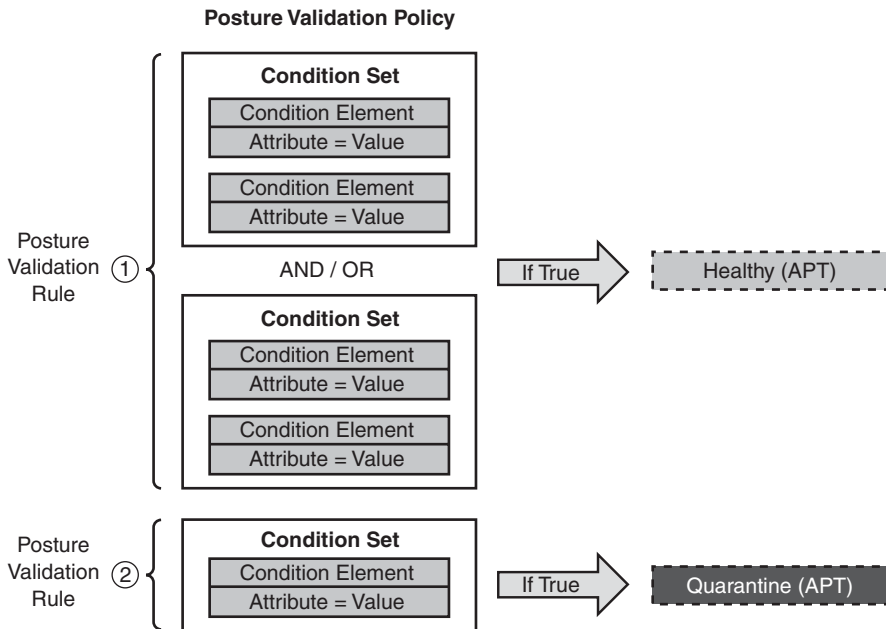 Posture Validation Policy
Condition Set
Condition Element
Attribute = Value
Condition Element
Attribute = Value
Posture
Validation
Rule
1
AND / OR
If True
Healthy (APT)
Condition Set
Condition Element
Attribute = Value
Condition Element
Attribute = Value
Posture
Validation
Rule
2
Condition Set
Condition Element
Attribute = Value
If True
Quarantine (APT)